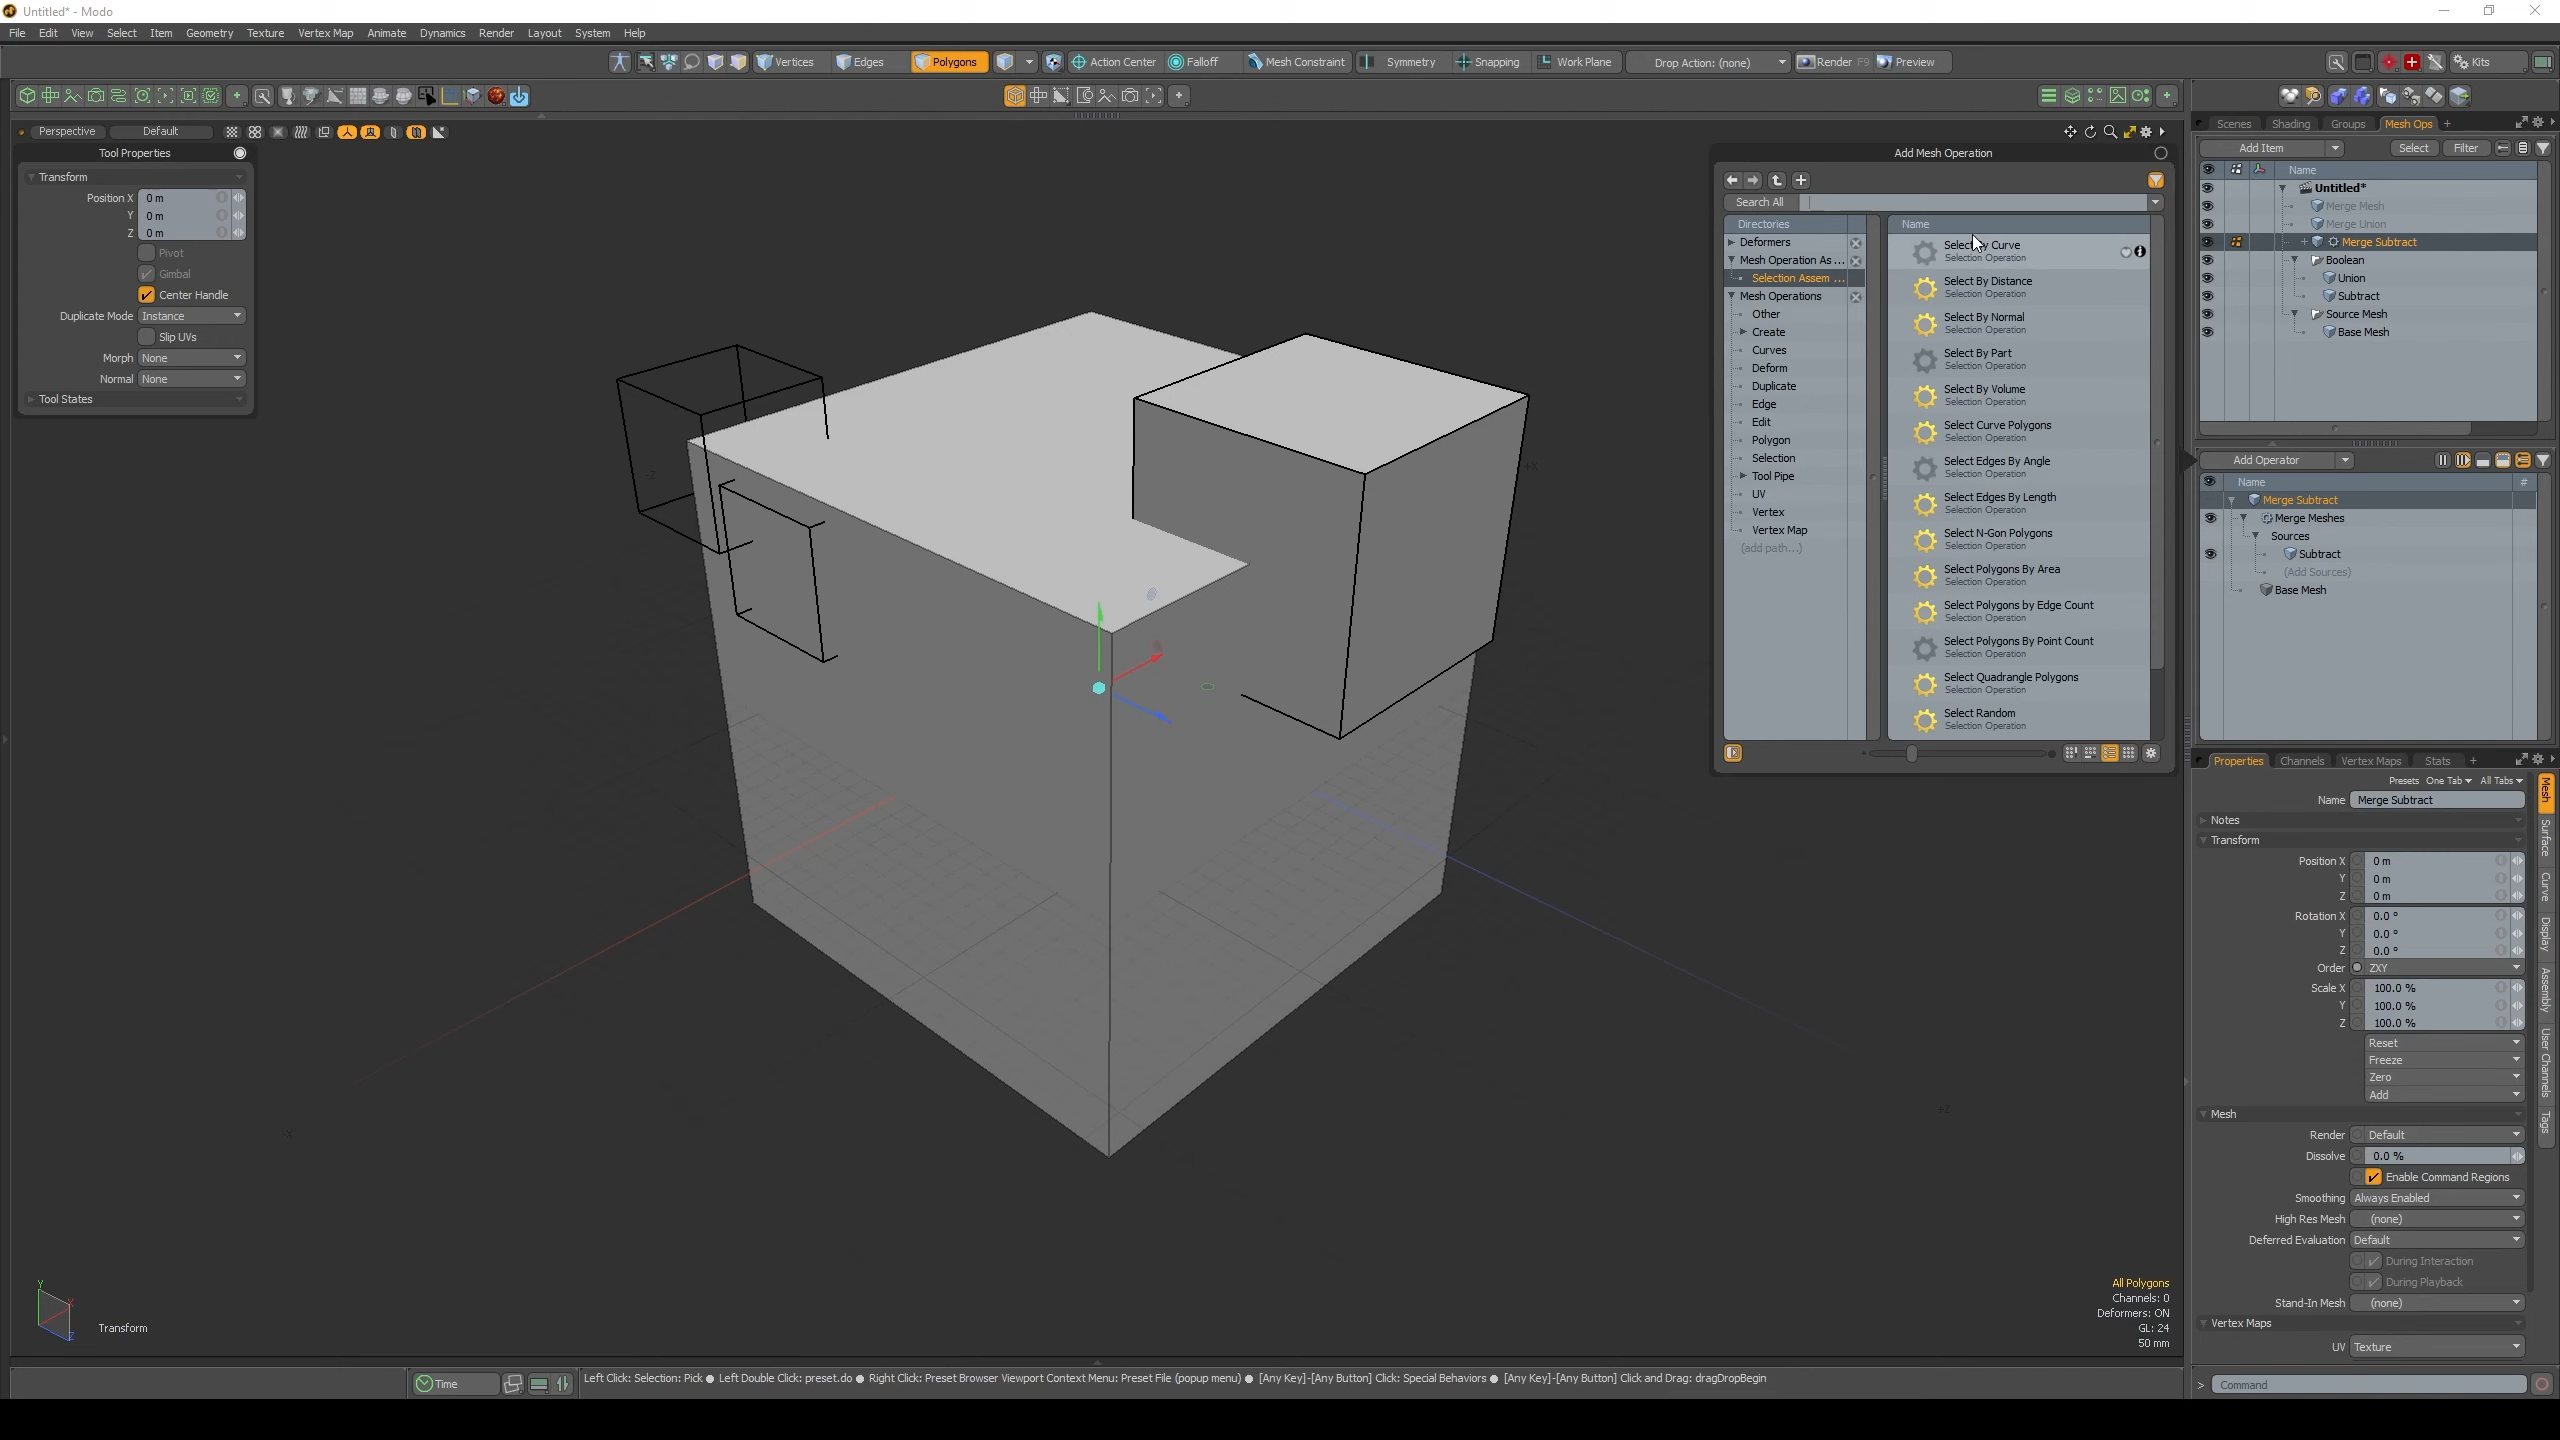 Untitled* - Modo
File Edit View Select Item Geometry Texture Vertex Map Animate Dynamics Render Layout System Help
Vertices Edges Polygons Action Center Falloff Mesh Constraint Symmetry Snapping Work Plane Drop Action: (none) Render F9 Preview Kits
Perspective Default
Tool Properties
Transform
Position X 0 m
Y 0 m
Z 0 m
Pivot
Gimbal
Center Handle
Duplicate Mode Instance
Slip UVs
Morph None
Normal None
Tool States
-Z
+X
+Z
-X
Add Mesh Operation
Search All
Directories
Deformers
Mesh Operation As ...
Selection Assem ...
Mesh Operations
Other
Create
Curves
Deform
Duplicate
Edge
Edit
Polygon
Selection
Tool Pipe
UV
Vertex
Vertex Map
(add path...)
Name
Select By Curve
Selection Operation
Select By Distance
Selection Operation
Select By Normal
Selection Operation
Select By Part
Selection Operation
Select By Volume
Selection Operation
Select Curve Polygons
Selection Operation
Select Edges By Angle
Selection Operation
Select Edges By Length
Selection Operation
Select N-Gon Polygons
Selection Operation
Select Polygons By Area
Selection Operation
Select Polygons by Edge Count
Selection Operation
Select Polygons By Point Count
Selection Operation
Select Quadrangle Polygons
Selection Operation
Select Random
Selection Operation
Scenes Shading Groups Mesh Ops +
Add Item Select Filter
Name
Untitled*
Merge Mesh
Merge Union
Merge Subtract
Boolean
Union
Subtract
Source Mesh
Base Mesh
Add Operator
Name #
Merge Subtract
Merge Meshes
Sources
Subtract
(Add Sources)
Base Mesh
Properties Channels Vertex Maps Stats +
Presets One Tab All Tabs
Name Merge Subtract
Notes
Transform
Position X 0 m
Y 0 m
Z 0 m
Rotation X 0.0 °
Y 0.0 °
Z 0.0 °
Order ZXY
Scale X 100.0 %
Y 100.0 %
Z 100.0 %
Reset
Freeze
Zero
Add
Mesh
Render Default
Dissolve 0.0 %
Enable Command Regions
Smoothing Always Enabled
High Res Mesh (none)
Deferred Evaluation Default
During Interaction
During Playback
Stand-In Mesh (none)
Vertex Maps
UV Texture
Mesh
Surface
Curve
Display
Assembly
User Channels
Tags
All Polygons
Channels: 0
Deformers: ON
GL: 24
50 mm
Y
X
Z
Transform
Time
Left Click: Selection: Pick ● Left Double Click: preset.do ● Right Click: Preset Browser Viewport Context Menu: Preset File (popup menu) ● [Any Key]-[Any Button] Click: Special Behaviors ● [Any Key]-[Any Button] Click and Drag: dragDropBegin
> Command